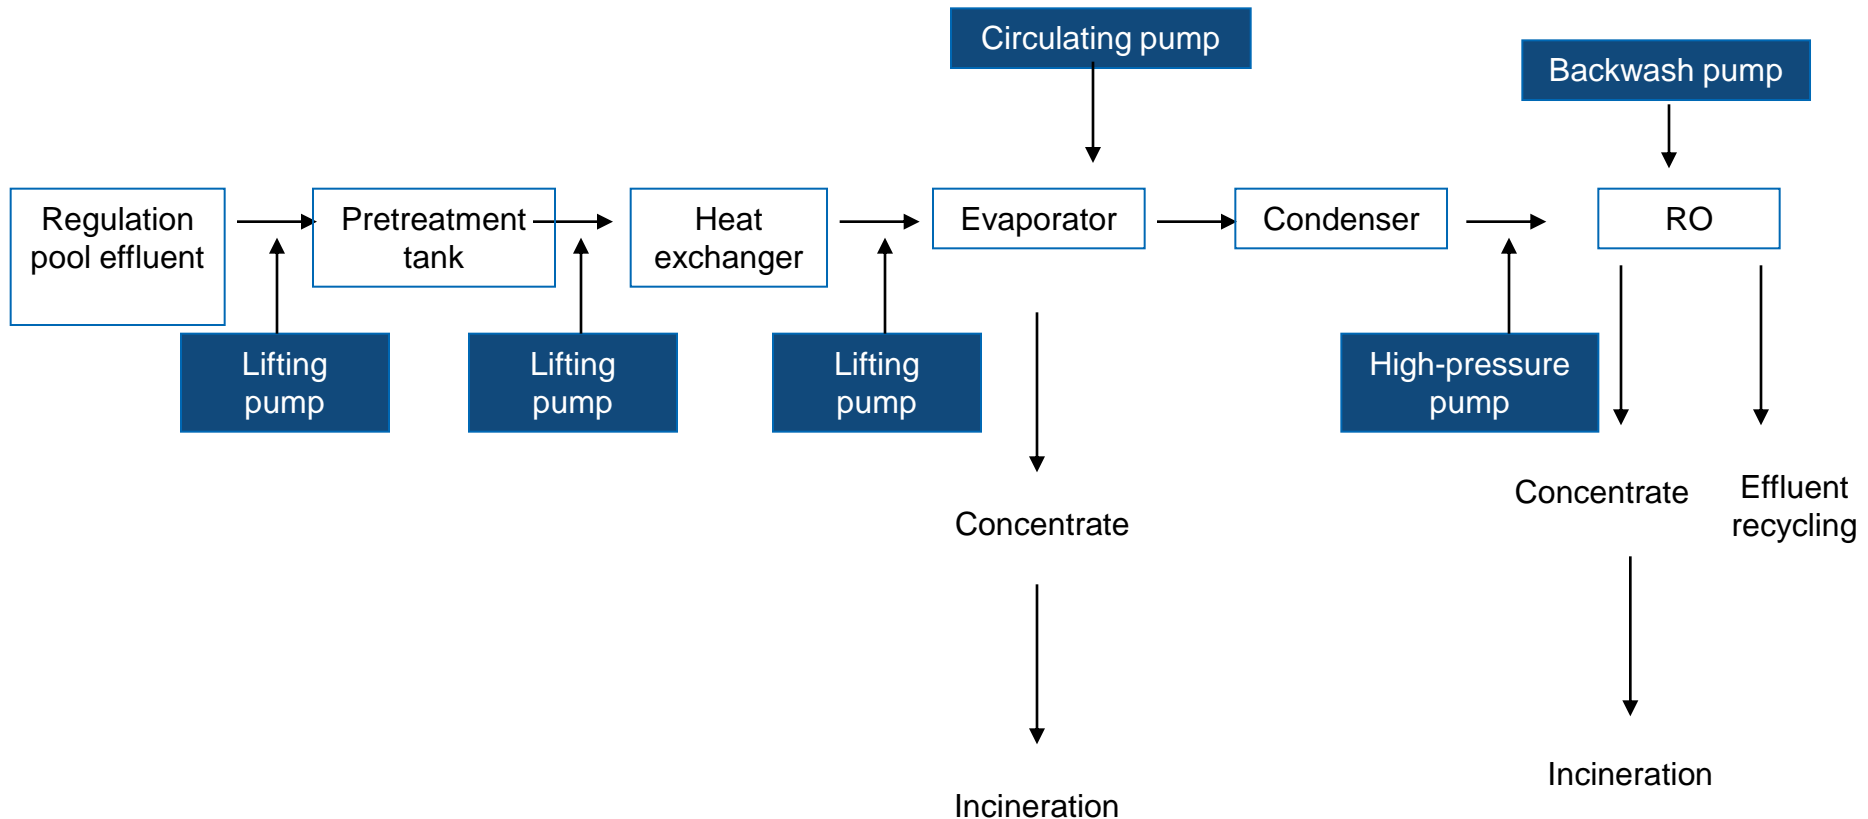 Circulating pump
Backwash pump
Regulation
pool effluent
Pretreatment
tank
Heat
exchanger
Evaporator
Condenser
RO
Lifting
pump
Lifting
pump
Lifting
pump
High-pressure
pump
Concentrate
Effluent
recycling
Concentrate
Incineration
Incineration